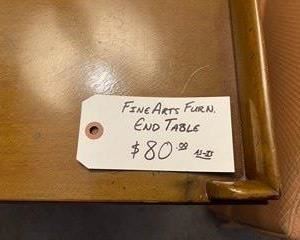 FINE ARTS FURN.
END TABLE
$80.00